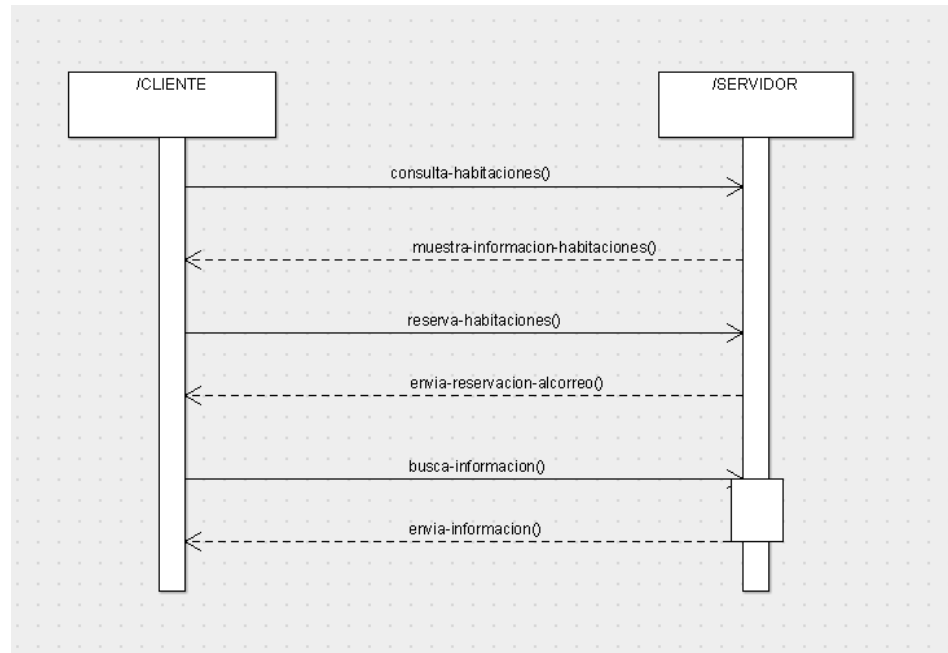 /CLIENTE
/SERVIDOR
consulta-habitaciones()
muestra-informacion-habitaciones()
reserva-habitaciones()
envia-reservacion-alcorreo()
busca-informacion()
envia-informacion()